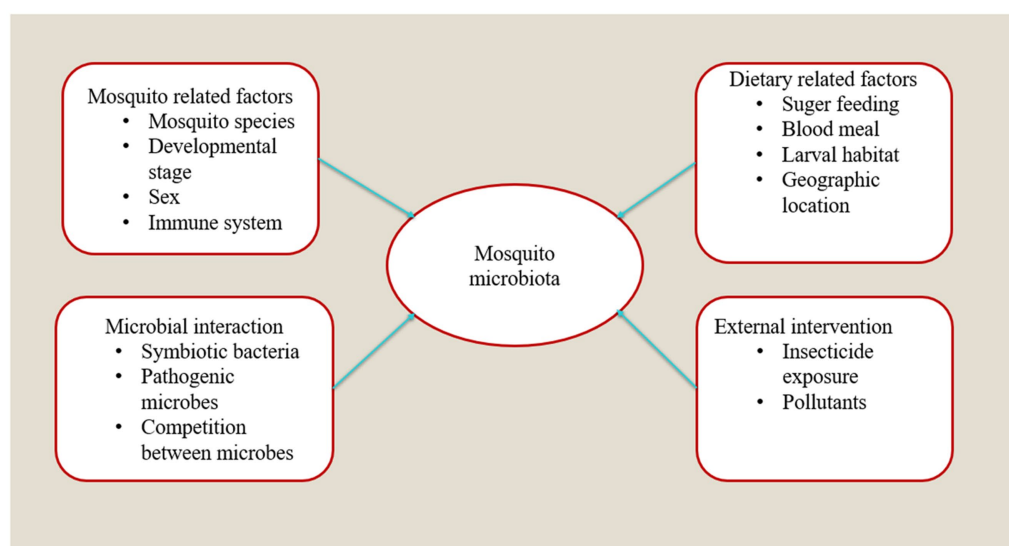 Mosquito related factors
• Mosquito species
• Developmental
stage
• Sex
• Immune system
Dietary related factors
• Suger feeding
• Blood meal
• Larval habitat
• Geographic
location
Mosquito
microbiota
Microbial interaction
• Symbiotic bacteria
• Pathogenic
microbes
• Competition
between microbes
External intervention
• Insecticide
exposure
• Pollutants